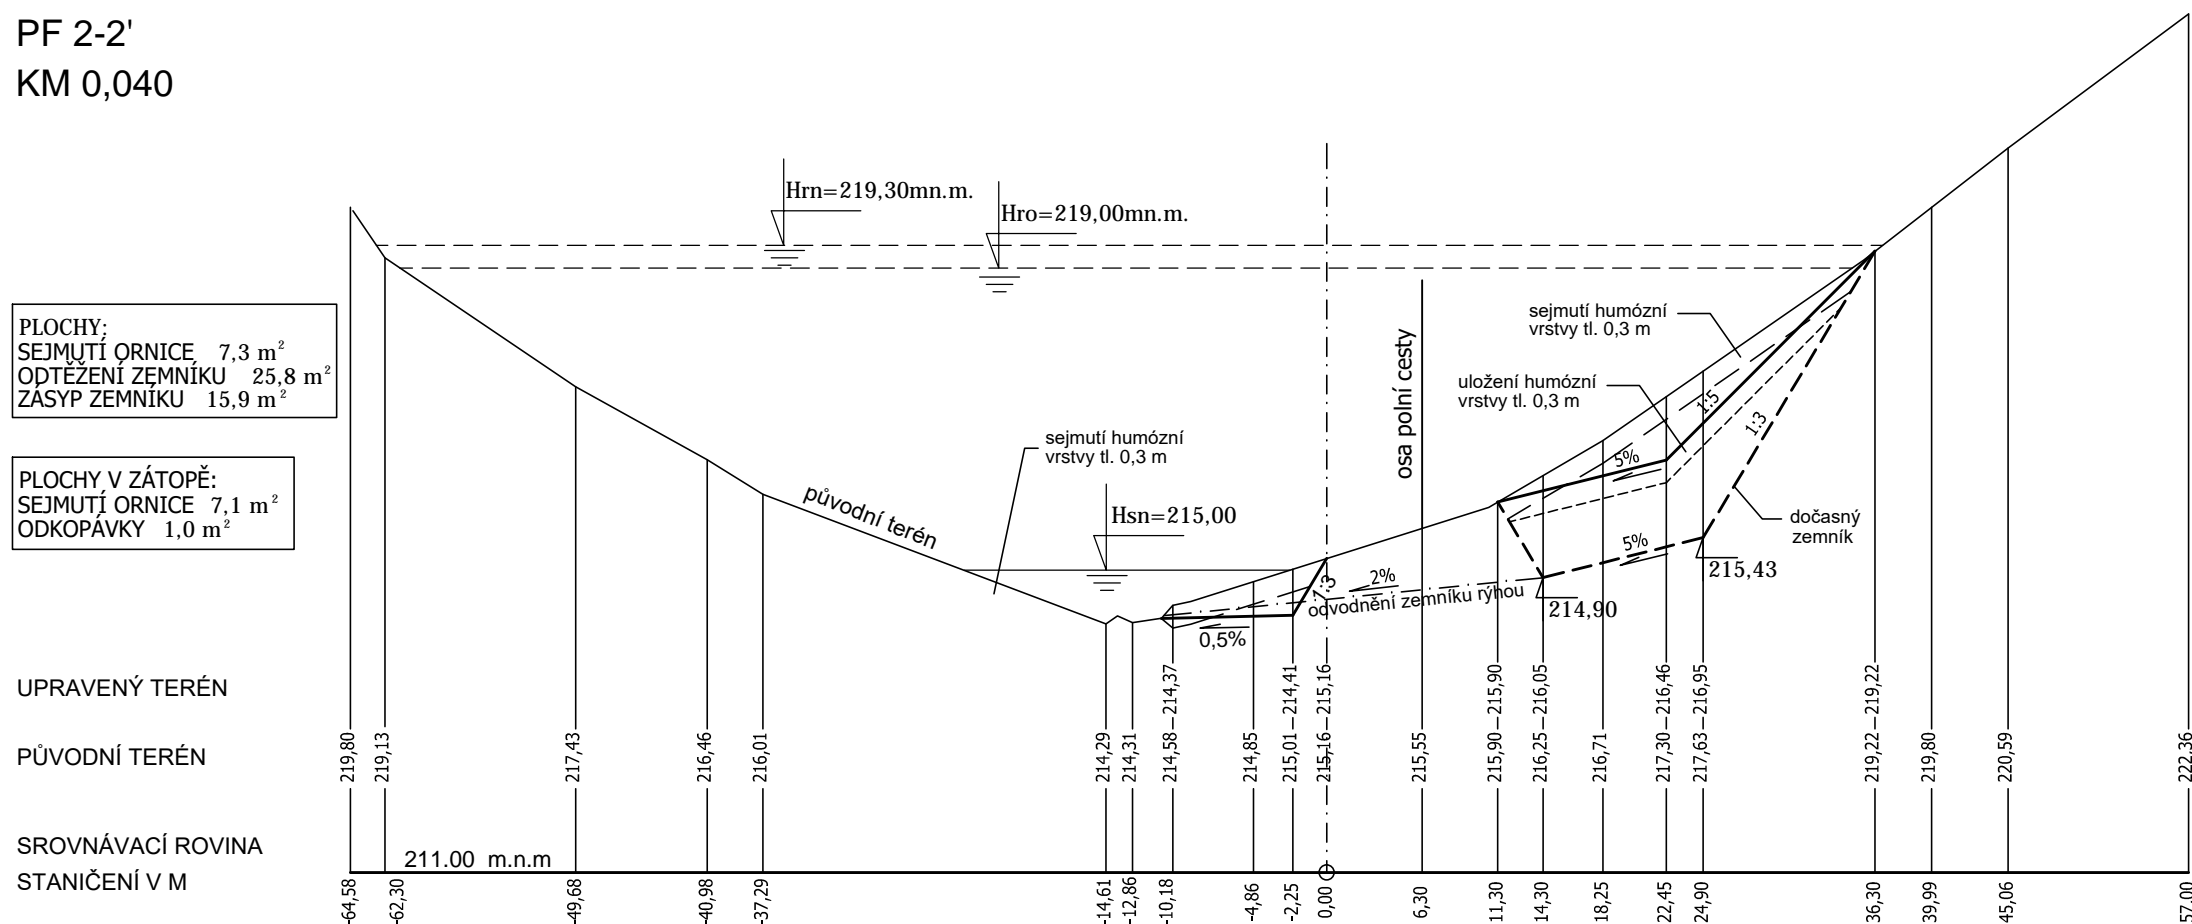 PF 2-2'
KM 0,040
Hrn=219,30mn.m.
Hro=219,00mn.m.
PLOCHY:
SEJMUTÍ ORNICE 7,3 m²
ODTĚŽENÍ ZEMNÍKU 25,8 m²
ZÁSYP ZEMNÍKU 15,9 m²
PLOCHY V ZÁTOPĚ:
SEJMUTÍ ORNICE 7,1 m²
ODKOPÁVKY 1,0 m²
původní terén
sejmutí humózní
vrstvy tl. 0,3 m
Hsn=215,00
osa polní cesty
sejmutí humózní
vrstvy tl. 0,3 m
uložení humózní
vrstvy tl. 0,3 m
1:5
1:3
5%
5%
dočasný
zemník
215,43
214,90
1:3
2%
odvodnění zemníku rýhou
0,5%
UPRAVENÝ TERÉN
214,37 214,41 215,16 215,90 216,05 216,46 216,95 219,22
PŮVODNÍ TERÉN
219,80 219,13 217,43 216,46 216,01 214,29 214,31 214,58 214,85 215,01 215,16 215,55 215,90 216,25 216,71 217,30 217,63 219,22 219,80 220,59 222,36
SROVNÁVACÍ ROVINA
211.00 m.n.m
STANIČENÍ V M
-64,58 -62,30 -49,68 -40,98 -37,29 -14,61 -12,86 -10,18 -4,86 -2,25 0,00 6,30 11,30 14,30 18,25 22,45 24,90 36,30 39,99 45,06 57,00